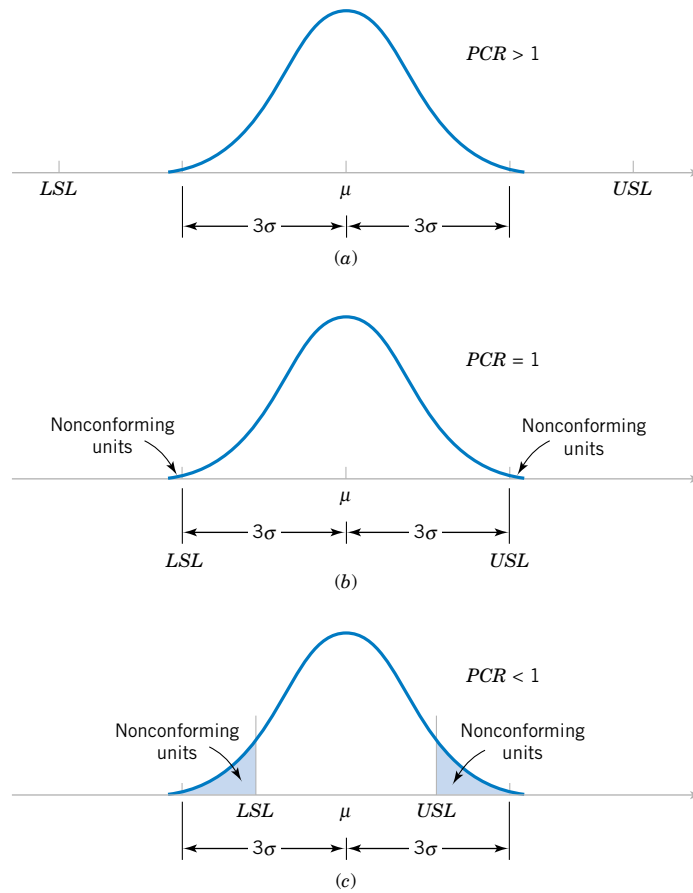 PCR > 1
LSL
μ
USL
3σ
3σ
(a)
PCR = 1
Nonconforming
units
Nonconforming
units
μ
3σ
3σ
LSL
USL
(b)
PCR < 1
Nonconforming
units
Nonconforming
units
LSL
μ
USL
3σ
3σ
(c)